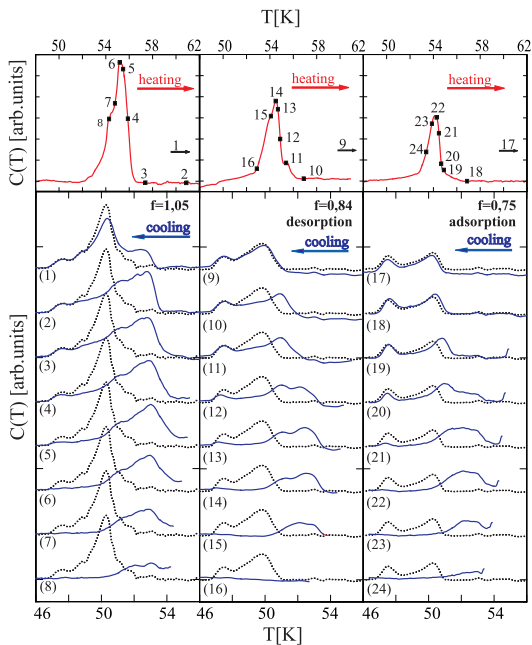 T[K]
50 54 58 62 50 54 58 50 54 58 62
C(T) [arb.units]
6 5 7 8 4 3 2 1 heating
14 13 15 12 11 16 10 9 heating
22 23 21 24 20 19 18 17 heating
f=1,05
cooling
(1)
(2)
(3)
(4)
(5)
(6)
(7)
(8)
f=0,84
desorption
cooling
(9)
(10)
(11)
(12)
(13)
(14)
(15)
(16)
f=0,75
adsorption
cooling
(17)
(18)
(19)
(20)
(21)
(22)
(23)
(24)
C(T) [arb.units]
46 50 54 46 50 54 46 50 54
T[K]